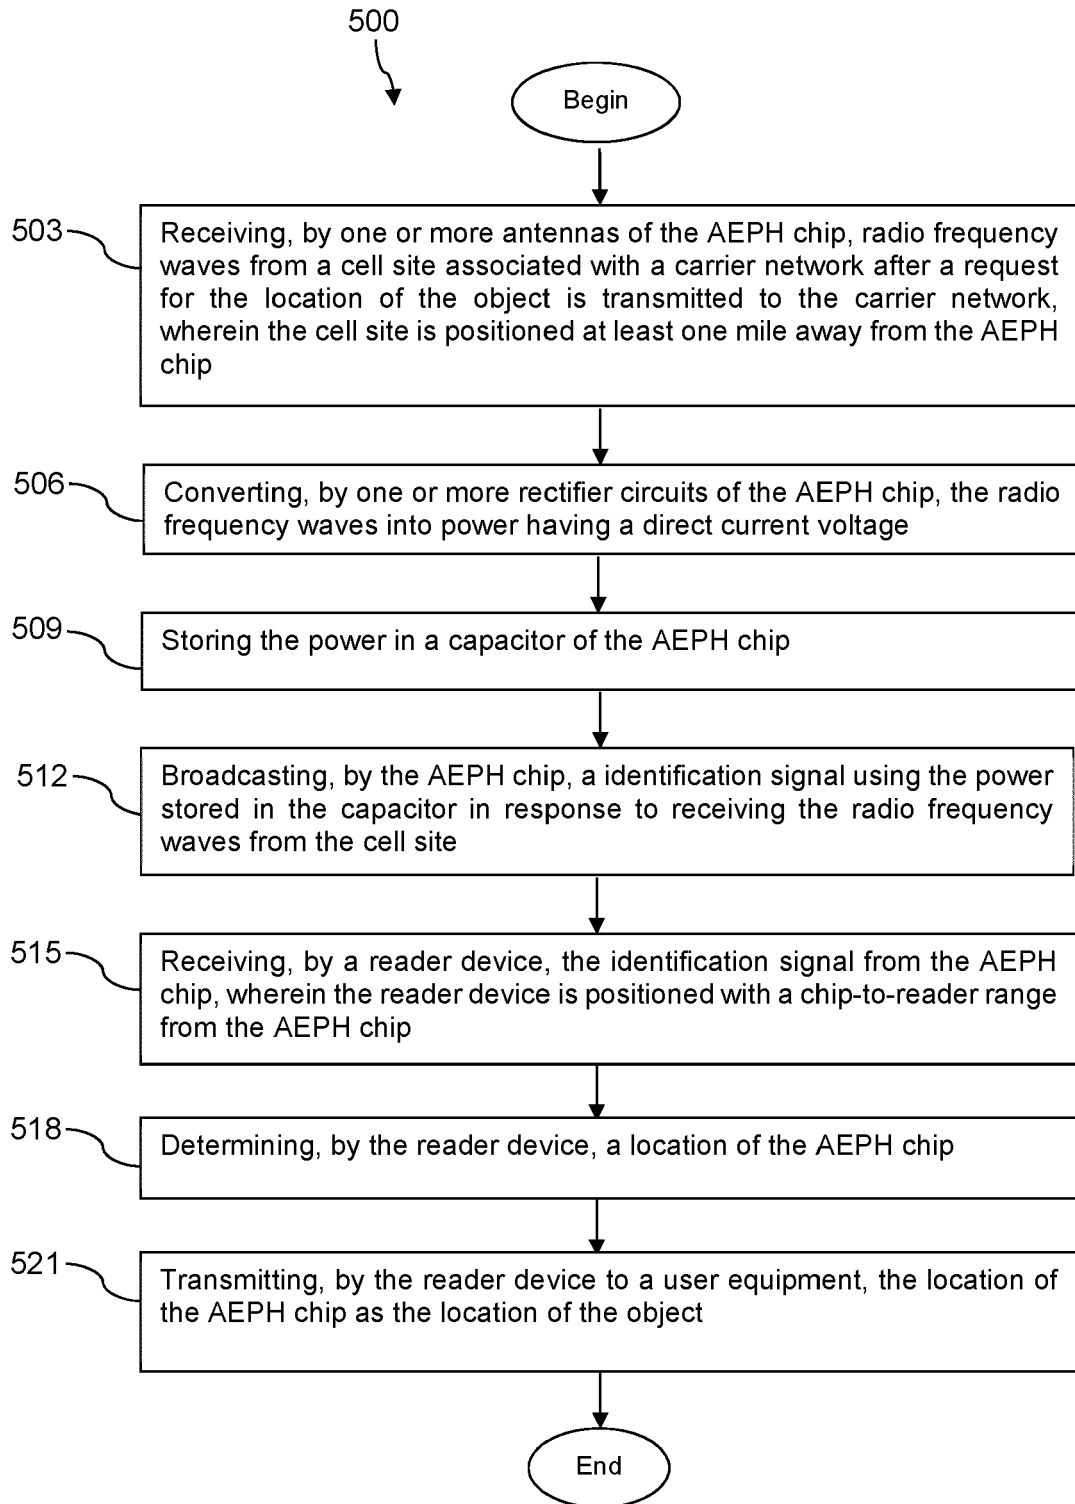 500
Begin
503
Receiving, by one or more antennas of the AEPH chip, radio frequency
waves from a cell site associated with a carrier network after a request
for the location of the object is transmitted to the carrier network,
wherein the cell site is positioned at least one mile away from the AEPH
chip
506
Converting, by one or more rectifier circuits of the AEPH chip, the radio
frequency waves into power having a direct current voltage
509
Storing the power in a capacitor of the AEPH chip
512
Broadcasting, by the AEPH chip, a identification signal using the power
stored in the capacitor in response to receiving the radio frequency
waves from the cell site
515
Receiving, by a reader device, the identification signal from the AEPH
chip, wherein the reader device is positioned with a chip-to-reader range
from the AEPH chip
518
Determining, by the reader device, a location of the AEPH chip
521
Transmitting, by the reader device to a user equipment, the location of
the AEPH chip as the location of the object
End